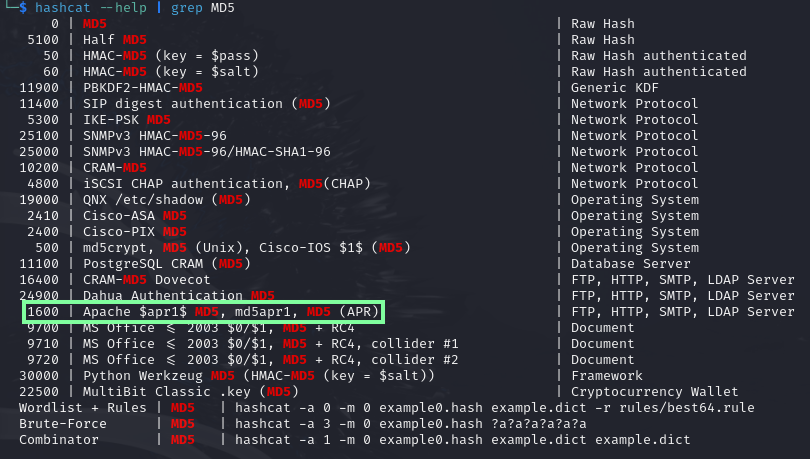 └─$ hashcat --help | grep MD5
0 | MD5 | Raw Hash
5100 | Half MD5 | Raw Hash
50 | HMAC-MD5 (key = $pass) | Raw Hash authenticated
60 | HMAC-MD5 (key = $salt) | Raw Hash authenticated
11900 | PBKDF2-HMAC-MD5 | Generic KDF
11400 | SIP digest authentication (MD5) | Network Protocol
5300 | IKE-PSK MD5 | Network Protocol
25100 | SNMPv3 HMAC-MD5-96 | Network Protocol
25000 | SNMPv3 HMAC-MD5-96/HMAC-SHA1-96 | Network Protocol
10200 | CRAM-MD5 | Network Protocol
4800 | iSCSI CHAP authentication, MD5(CHAP) | Network Protocol
19000 | QNX /etc/shadow (MD5) | Operating System
2410 | Cisco-ASA MD5 | Operating System
2400 | Cisco-PIX MD5 | Operating System
500 | md5crypt, MD5 (Unix), Cisco-IOS $1$ (MD5) | Operating System
11100 | PostgreSQL CRAM (MD5) | Database Server
16400 | CRAM-MD5 Dovecot | FTP, HTTP, SMTP, LDAP Server
24900 | Dahua Authentication MD5 | FTP, HTTP, SMTP, LDAP Server
1600 | Apache $apr1$ MD5, md5apr1, MD5 (APR) | FTP, HTTP, SMTP, LDAP Server
9700 | MS Office ≤ 2003 $0/$1, MD5 + RC4 | Document
9710 | MS Office ≤ 2003 $0/$1, MD5 + RC4, collider #1 | Document
9720 | MS Office ≤ 2003 $0/$1, MD5 + RC4, collider #2 | Document
30000 | Python Werkzeug MD5 (HMAC-MD5 (key = $salt)) | Framework
22500 | MultiBit Classic .key (MD5) | Cryptocurrency Wallet
Wordlist + Rules | MD5 | hashcat -a 0 -m 0 example0.hash example.dict -r rules/best64.rule
Brute-Force | MD5 | hashcat -a 3 -m 0 example0.hash ?a?a?a?a?a?a
Combinator | MD5 | hashcat -a 1 -m 0 example0.hash example.dict example.dict